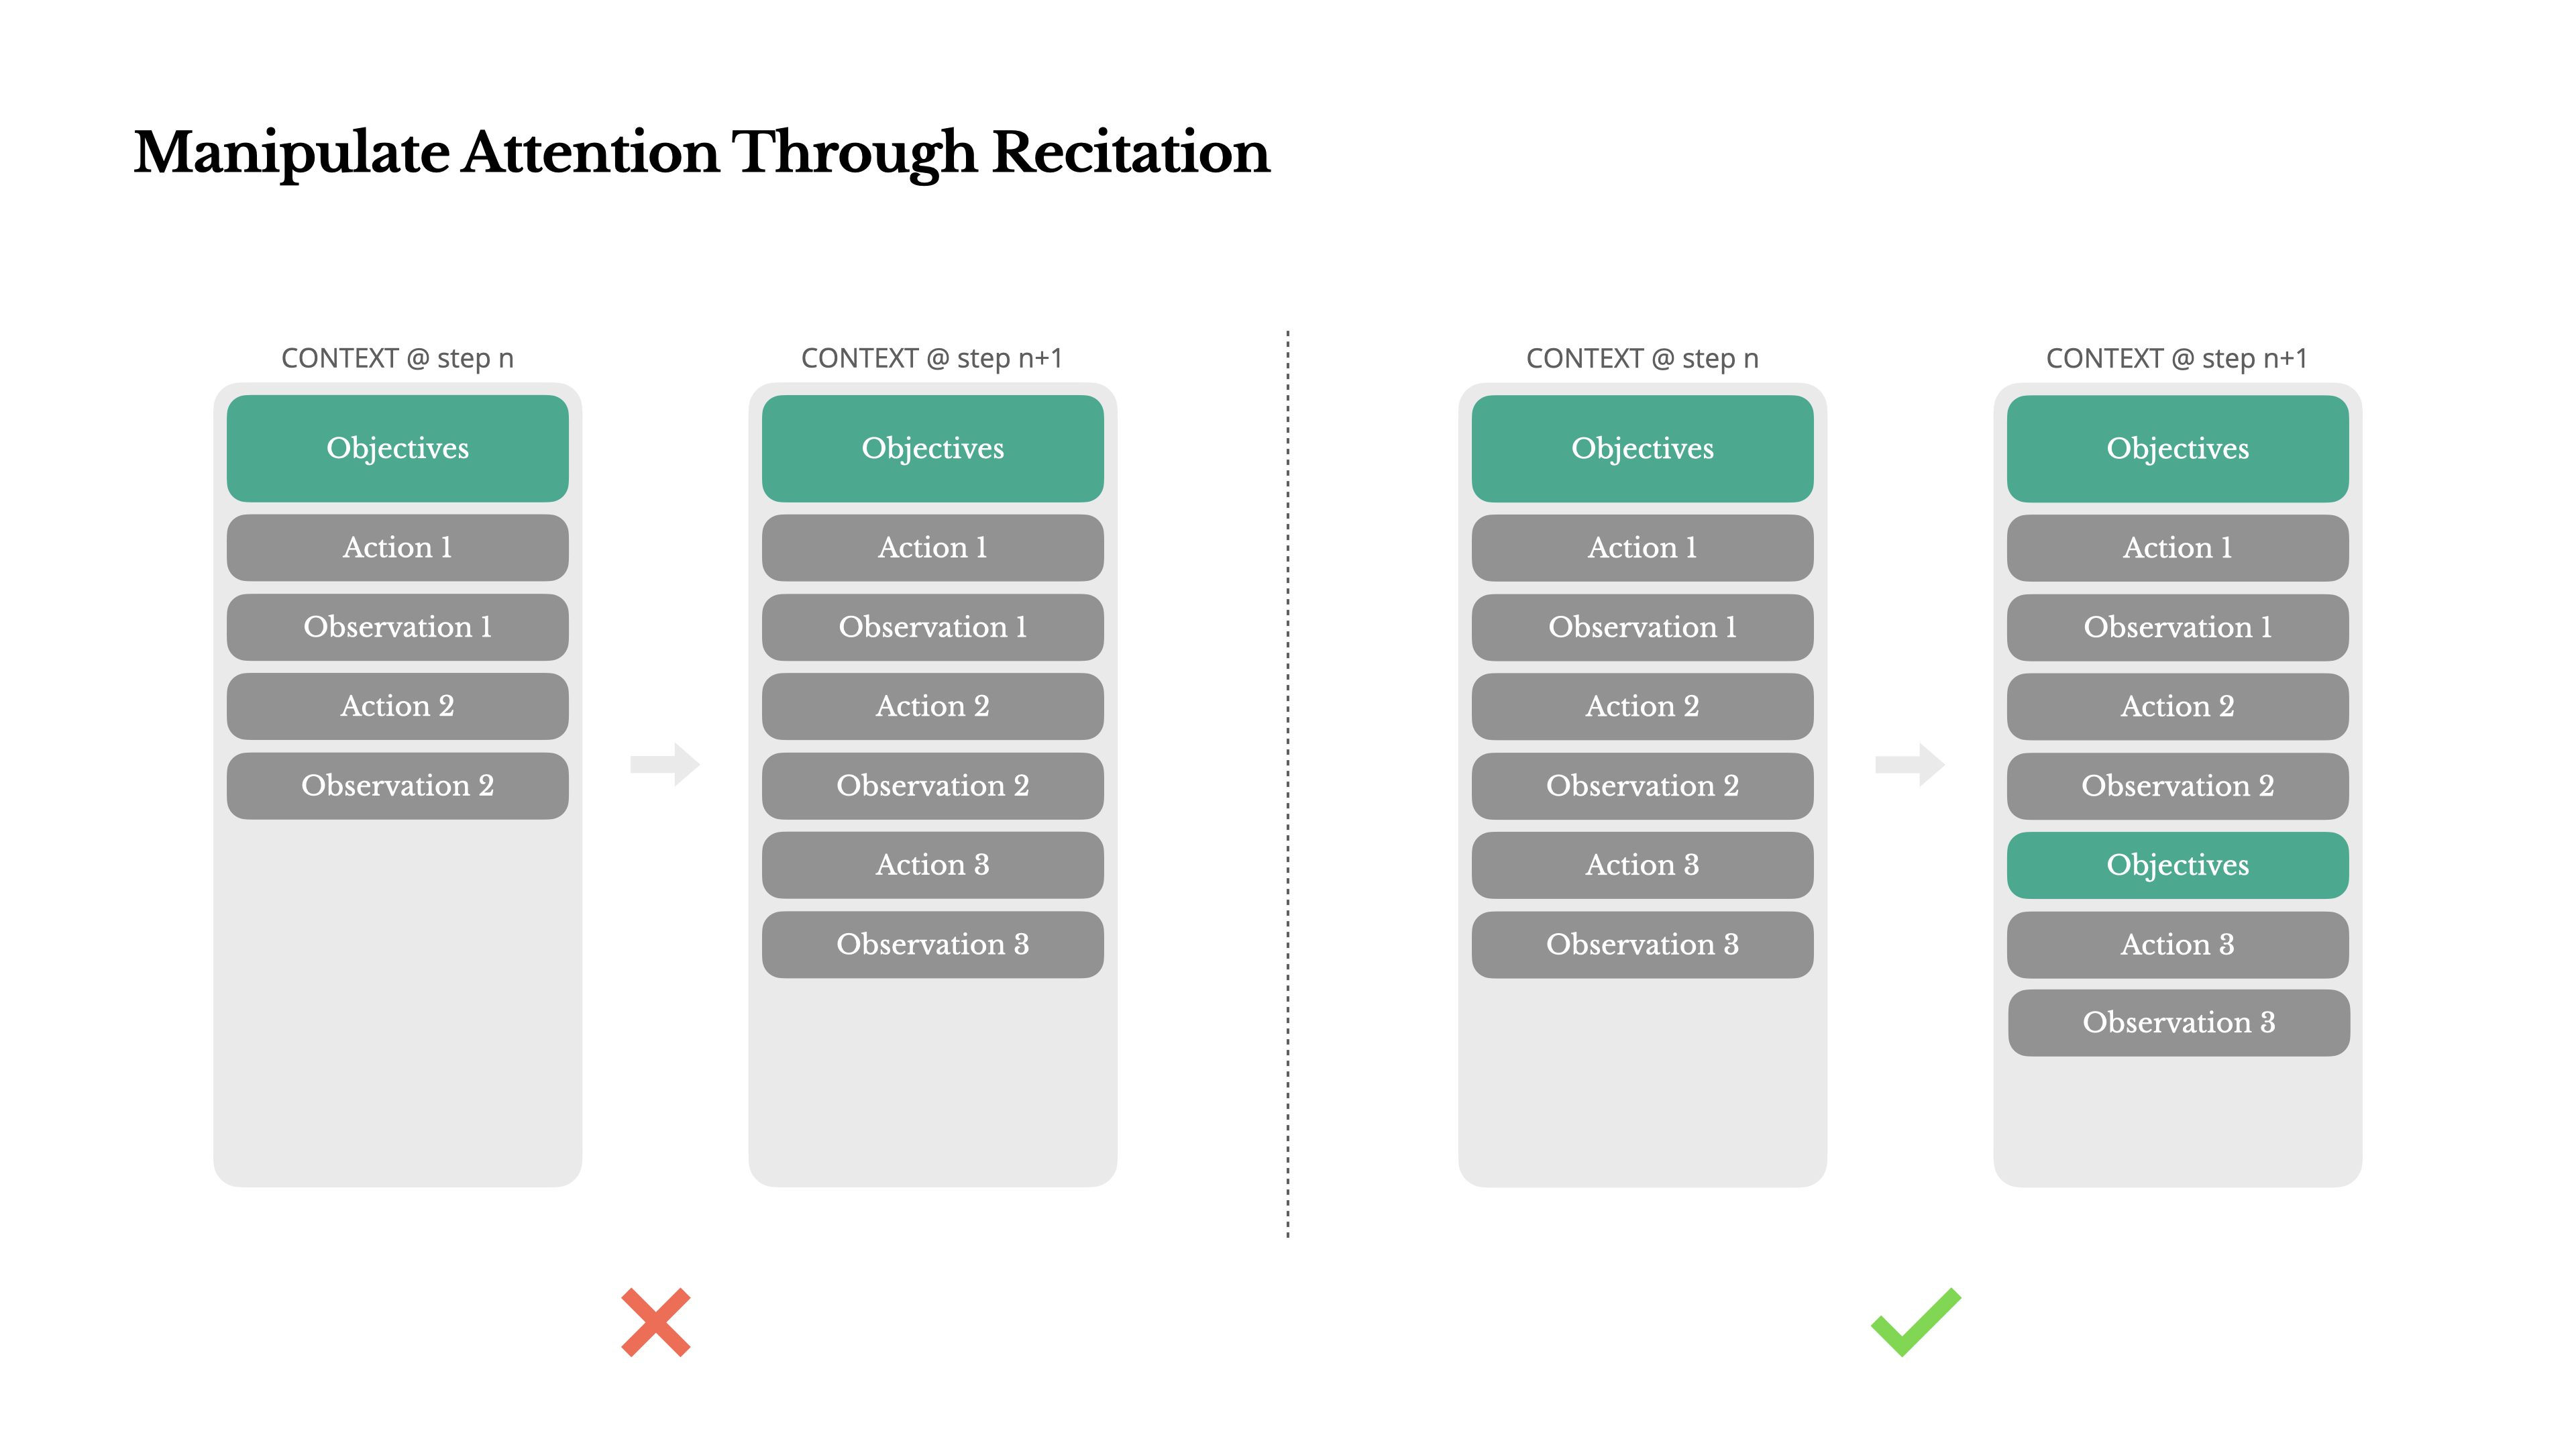 Manipulate Attention Through Recitation
CONTEXT @ step n
Objectives
Action 1
Observation 1
Action 2
Observation 2
CONTEXT @ step n+1
Objectives
Action 1
Observation 1
Action 2
Observation 2
Action 3
Observation 3
CONTEXT @ step n
Objectives
Action 1
Observation 1
Action 2
Observation 2
Action 3
Observation 3
CONTEXT @ step n+1
Objectives
Action 1
Observation 1
Action 2
Observation 2
Objectives
Action 3
Observation 3